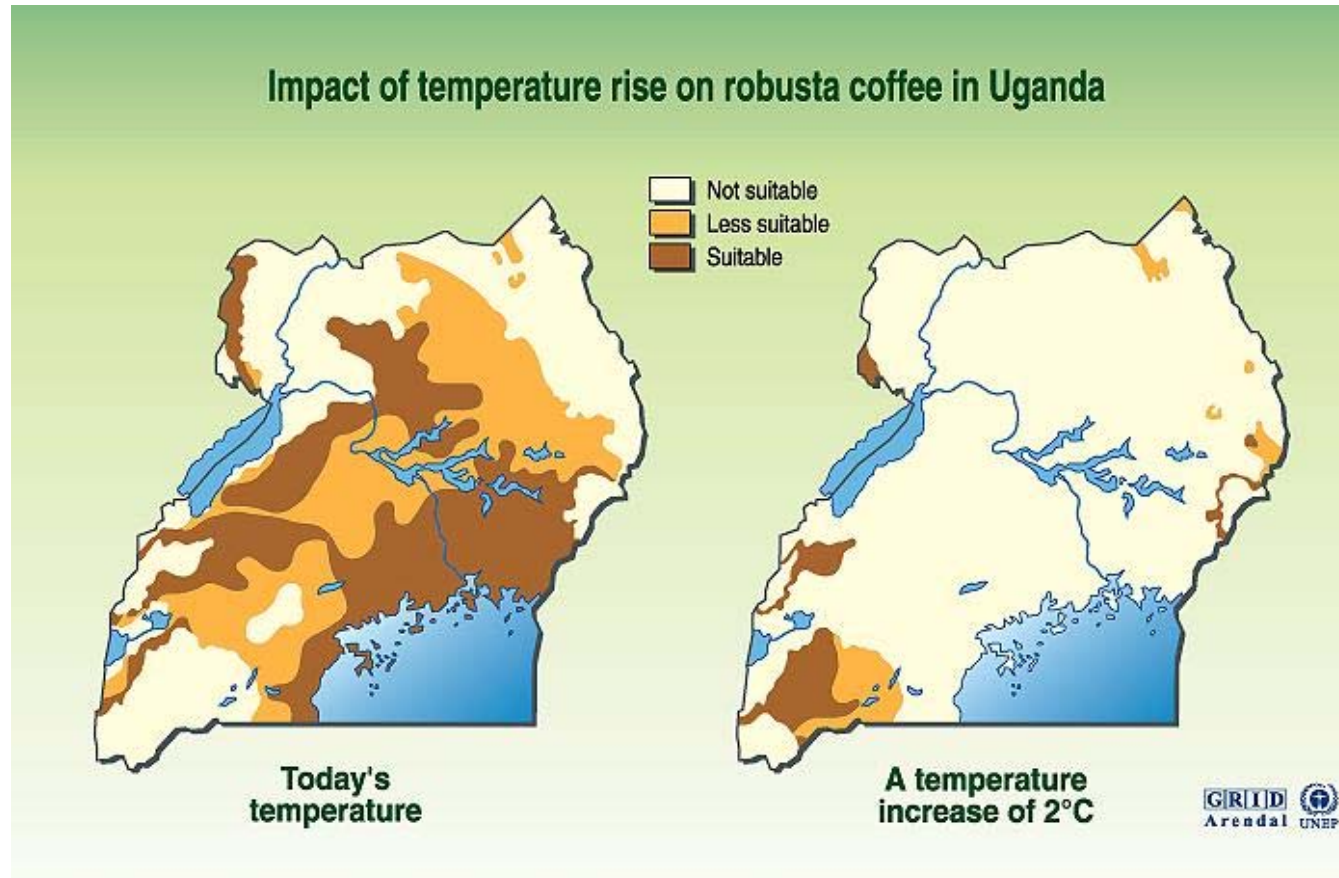 Impact of temperature rise on robusta coffee in Uganda
Not suitable
Less suitable
Suitable
Today's
temperature
A temperature
increase of 2°C
GRID
Arendal
UNEP